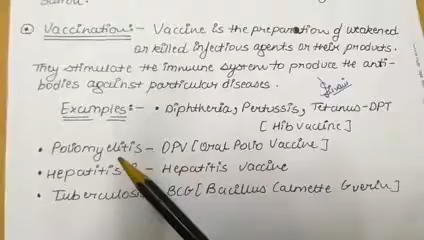 Vaccination:- Vaccine is the preparation of weakened
or killed infectious agents or their products.
They stimulate the immune system to produce the anti-
bodies against particular diseases.
Examples:- • Diphtheria, Pertussis, Tetanus-DPT
[Hib vaccine]
• Poliomyelitis - OPV [Oral Polio Vaccine]
• Hepatitis - Hepatitis vaccine
• Tuberculosis BCG [Bacillus Calmette Guerin]